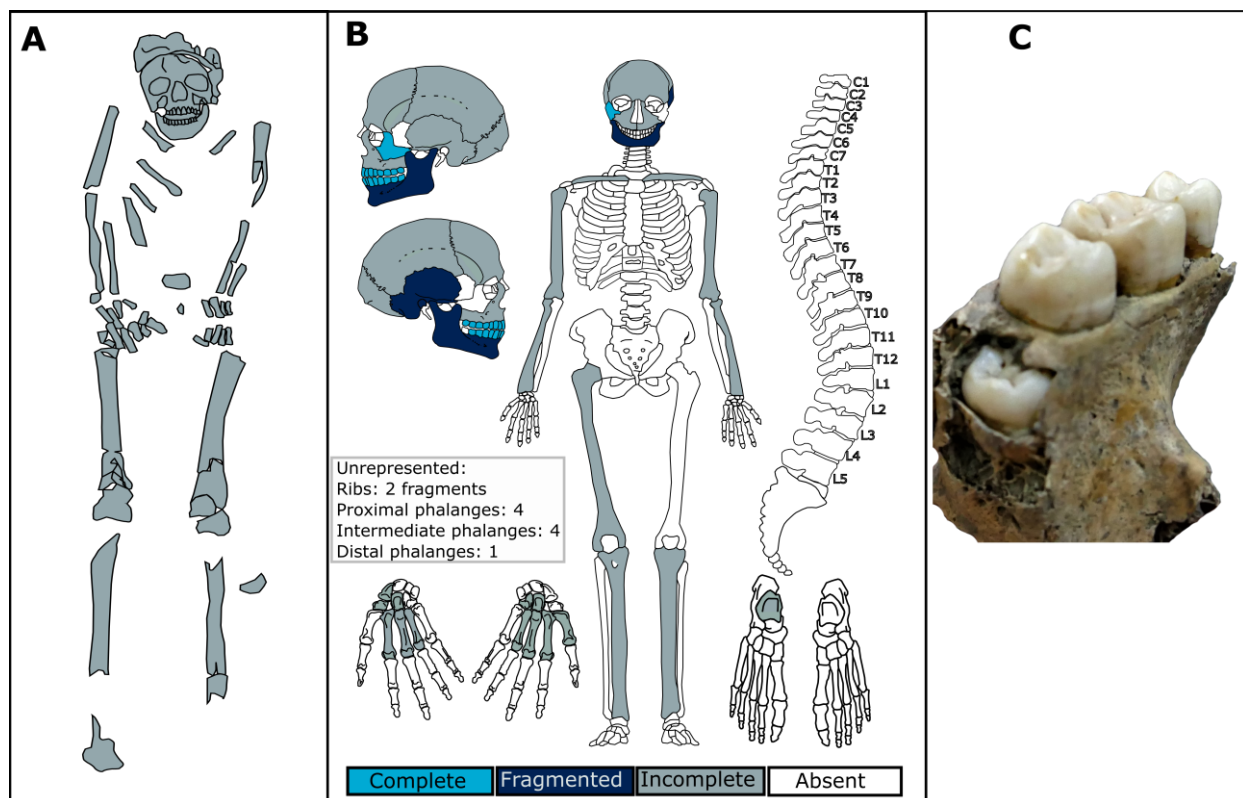 A
B
C
C1
C2
C3
C4
C5
C6
C7
T1
T2
T3
T4
T5
T6
T7
T8
T9
T10
T11
T12
L1
L2
L3
L4
L5
Unrepresented:
Ribs: 2 fragments
Proximal phalanges: 4
Intermediate phalanges: 4
Distal phalanges: 1
Complete
Fragmented
Incomplete
Absent